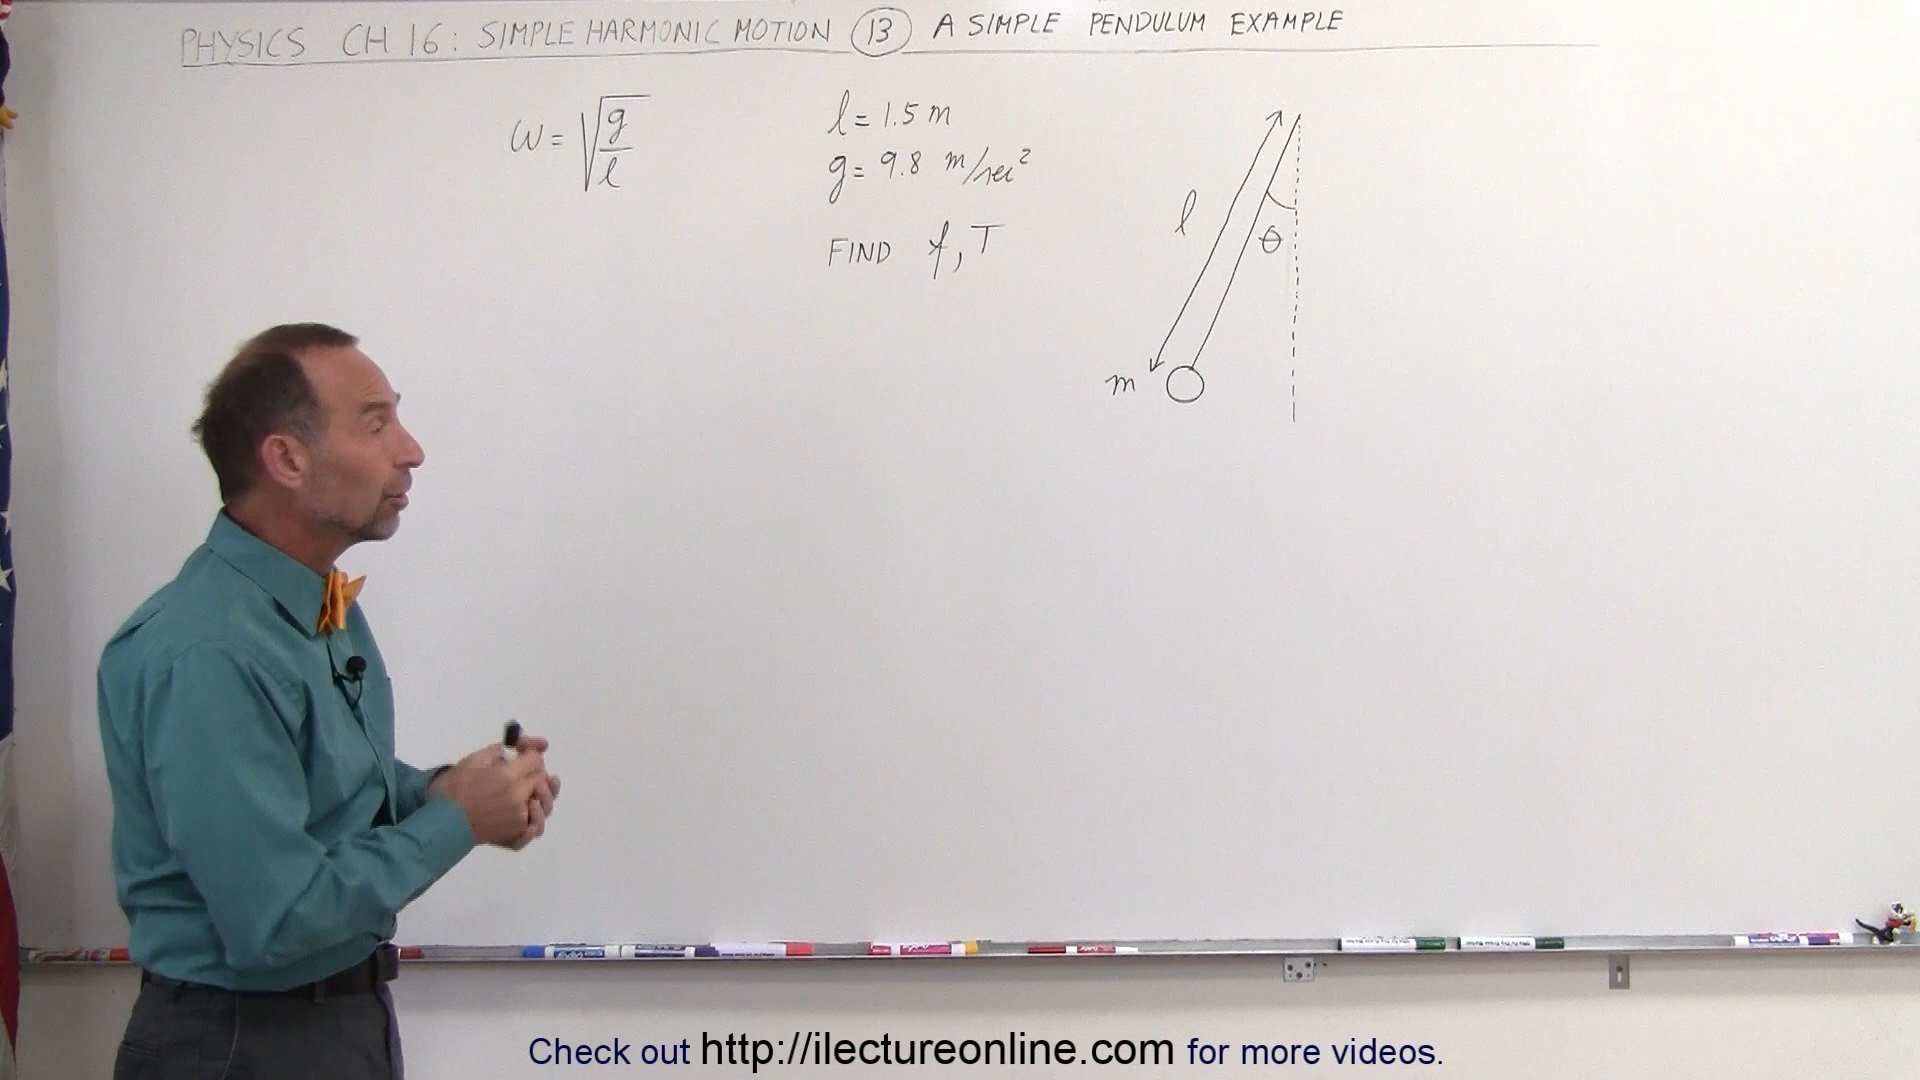 PHYSICS CH 16: SIMPLE HARMONIC MOTION 13 A SIMPLE PENDULUM EXAMPLE
ω = √g/l
l = 1.5 m
g = 9.8 m/sec²
FIND f, T
l
θ
m
Check out http://ilectureonline.com for more videos.